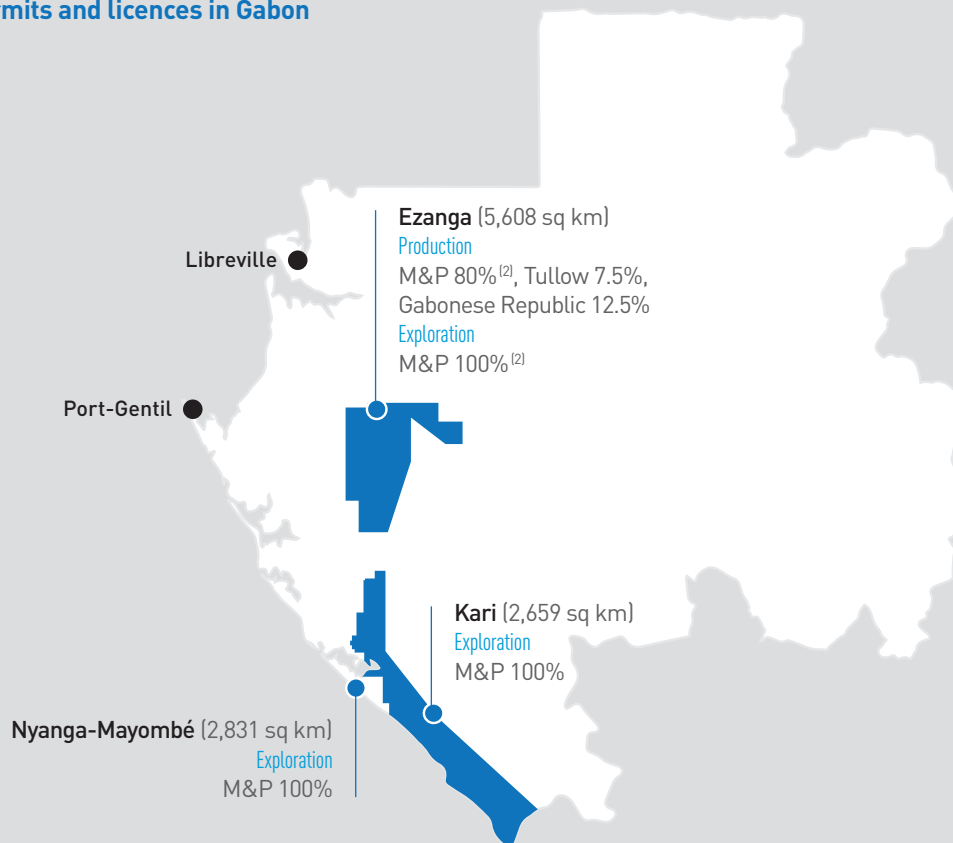 rmits and licences in Gabon
Ezanga (5,608 sq km)
Production
M&P 80%(2), Tullow 7.5%,
Gabonese Republic 12.5%
Exploration
M&P 100%(2)
Libreville
Port-Gentil
Kari (2,659 sq km)
Exploration
M&P 100%
Nyanga-Mayombé (2,831 sq km)
Exploration
M&P 100%